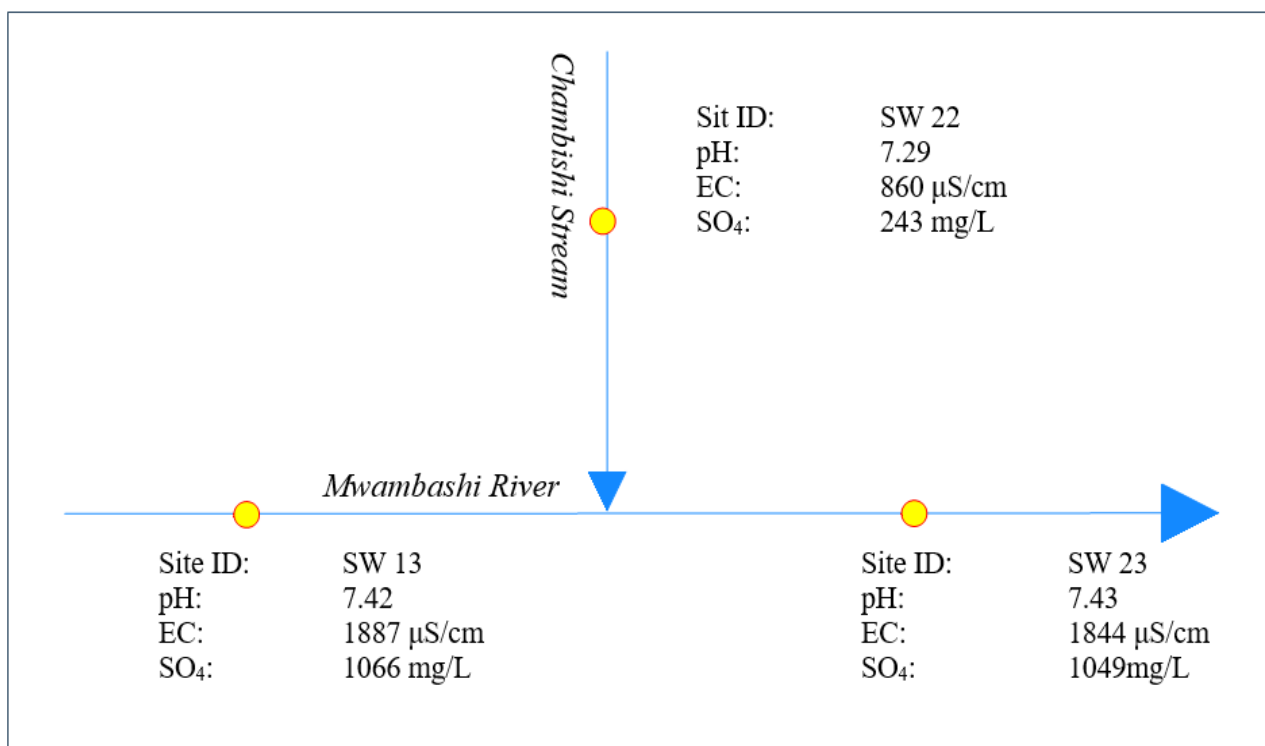 Chambishi Stream
Sit ID: SW 22
pH: 7.29
EC: 860 µS/cm
SO₄: 243 mg/L
Mwambashi River
Site ID: SW 13
pH: 7.42
EC: 1887 µS/cm
SO₄: 1066 mg/L
Site ID: SW 23
pH: 7.43
EC: 1844 µS/cm
SO₄: 1049mg/L